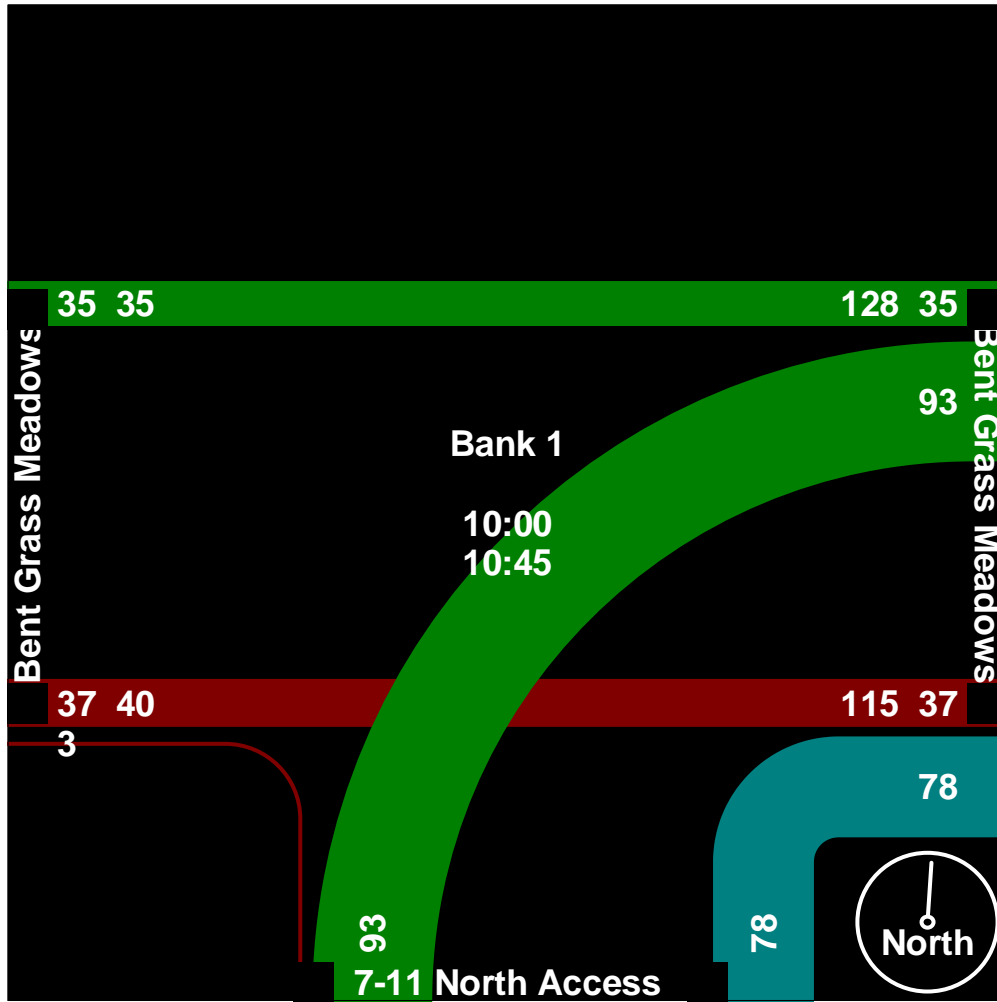 35 35
128 35
Bent Grass Meadows
Bent Grass Meadows
93
Bank 1
10:00
10:45
37 40
115 37
3
78
93
78
North
7-11 North Access